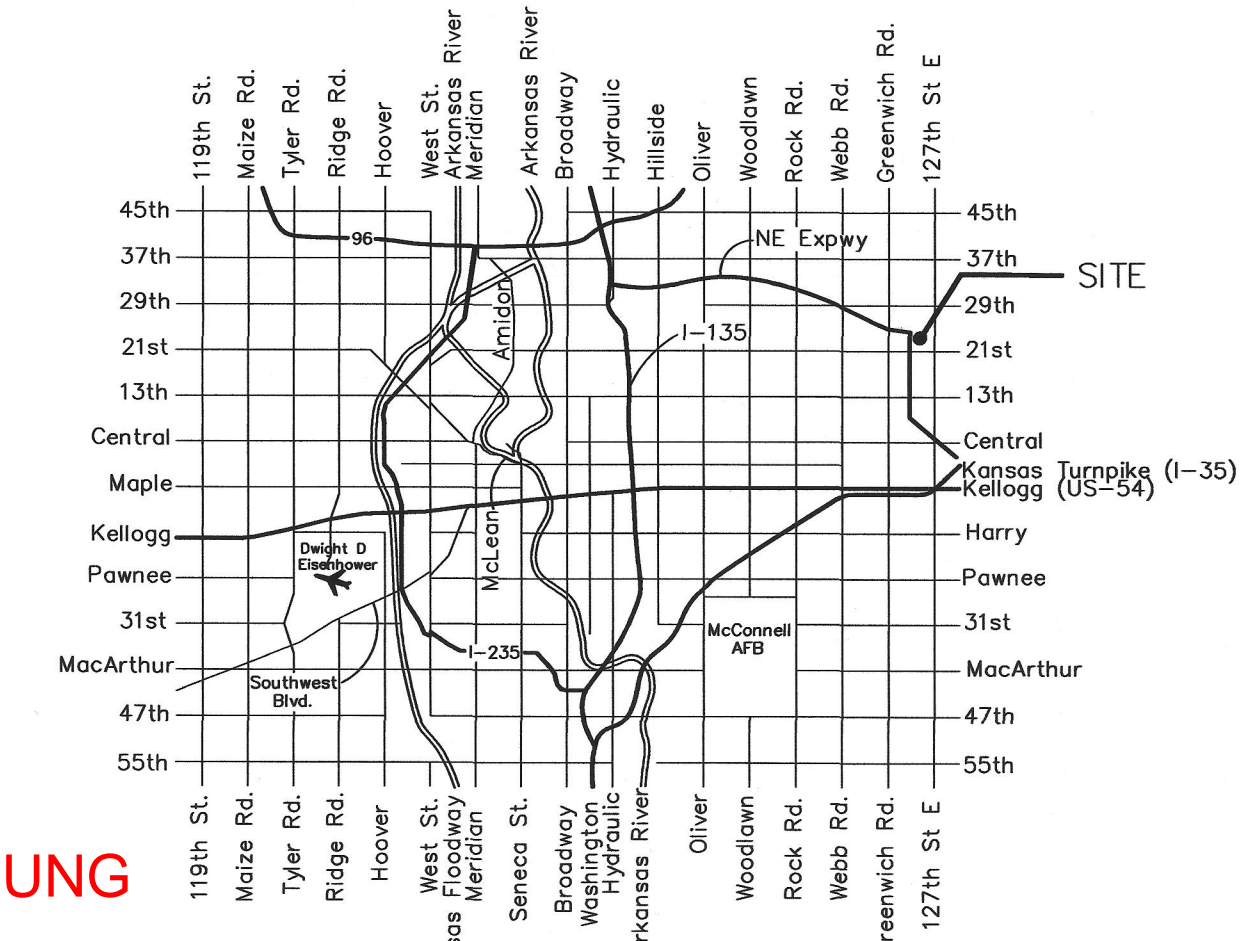 119th St.
Maize Rd.
Tyler Rd.
Ridge Rd.
Hoover
West St.
Arkansas River
Meridian
Arkansas River
Broadway
Hydraulic
Hillside
Oliver
Woodlawn
Rock Rd.
Webb Rd.
Greenwich Rd.
127th St E
45th
45th
96
NE Expwy
37th
37th
SITE
29th
29th
Amidon
I-135
21st
21st
13th
13th
Central
Central
Kansas Turnpike (I-35)
Maple
Kellogg (US-54)
Kellogg
Harry
McLean
Dwight D
Eisenhower
Pawnee
Pawnee
31st
31st
McConnell
AFB
I-235
MacArthur
MacArthur
Southwest
Blvd.
47th
47th
55th
55th
119th St.
Maize Rd.
Tyler Rd.
Ridge Rd.
Hoover
West St.
sas Floodway
Meridian
Seneca St.
Broadway
Washington
Hydraulic
rkansas River
Oliver
Woodlawn
Rock Rd.
Webb Rd.
reenwich Rd.
127th St E
UNG